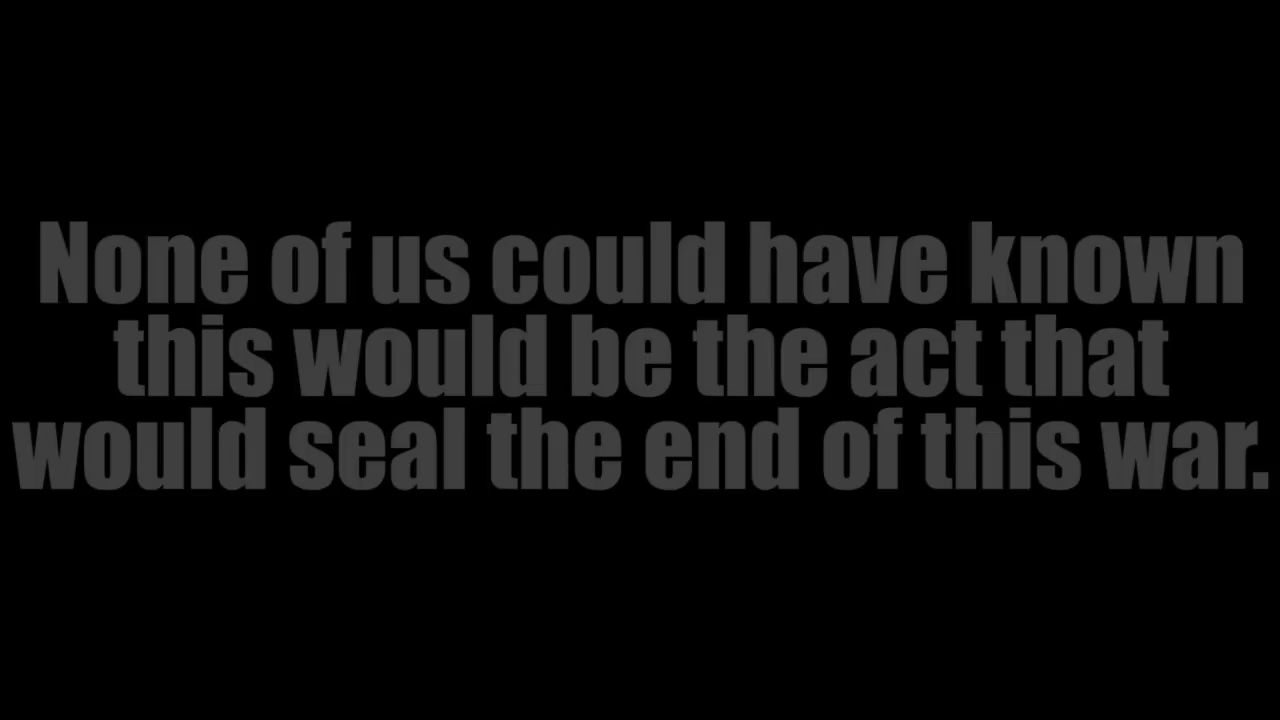 None of us could have known
this would be the act that
would seal the end of this war.